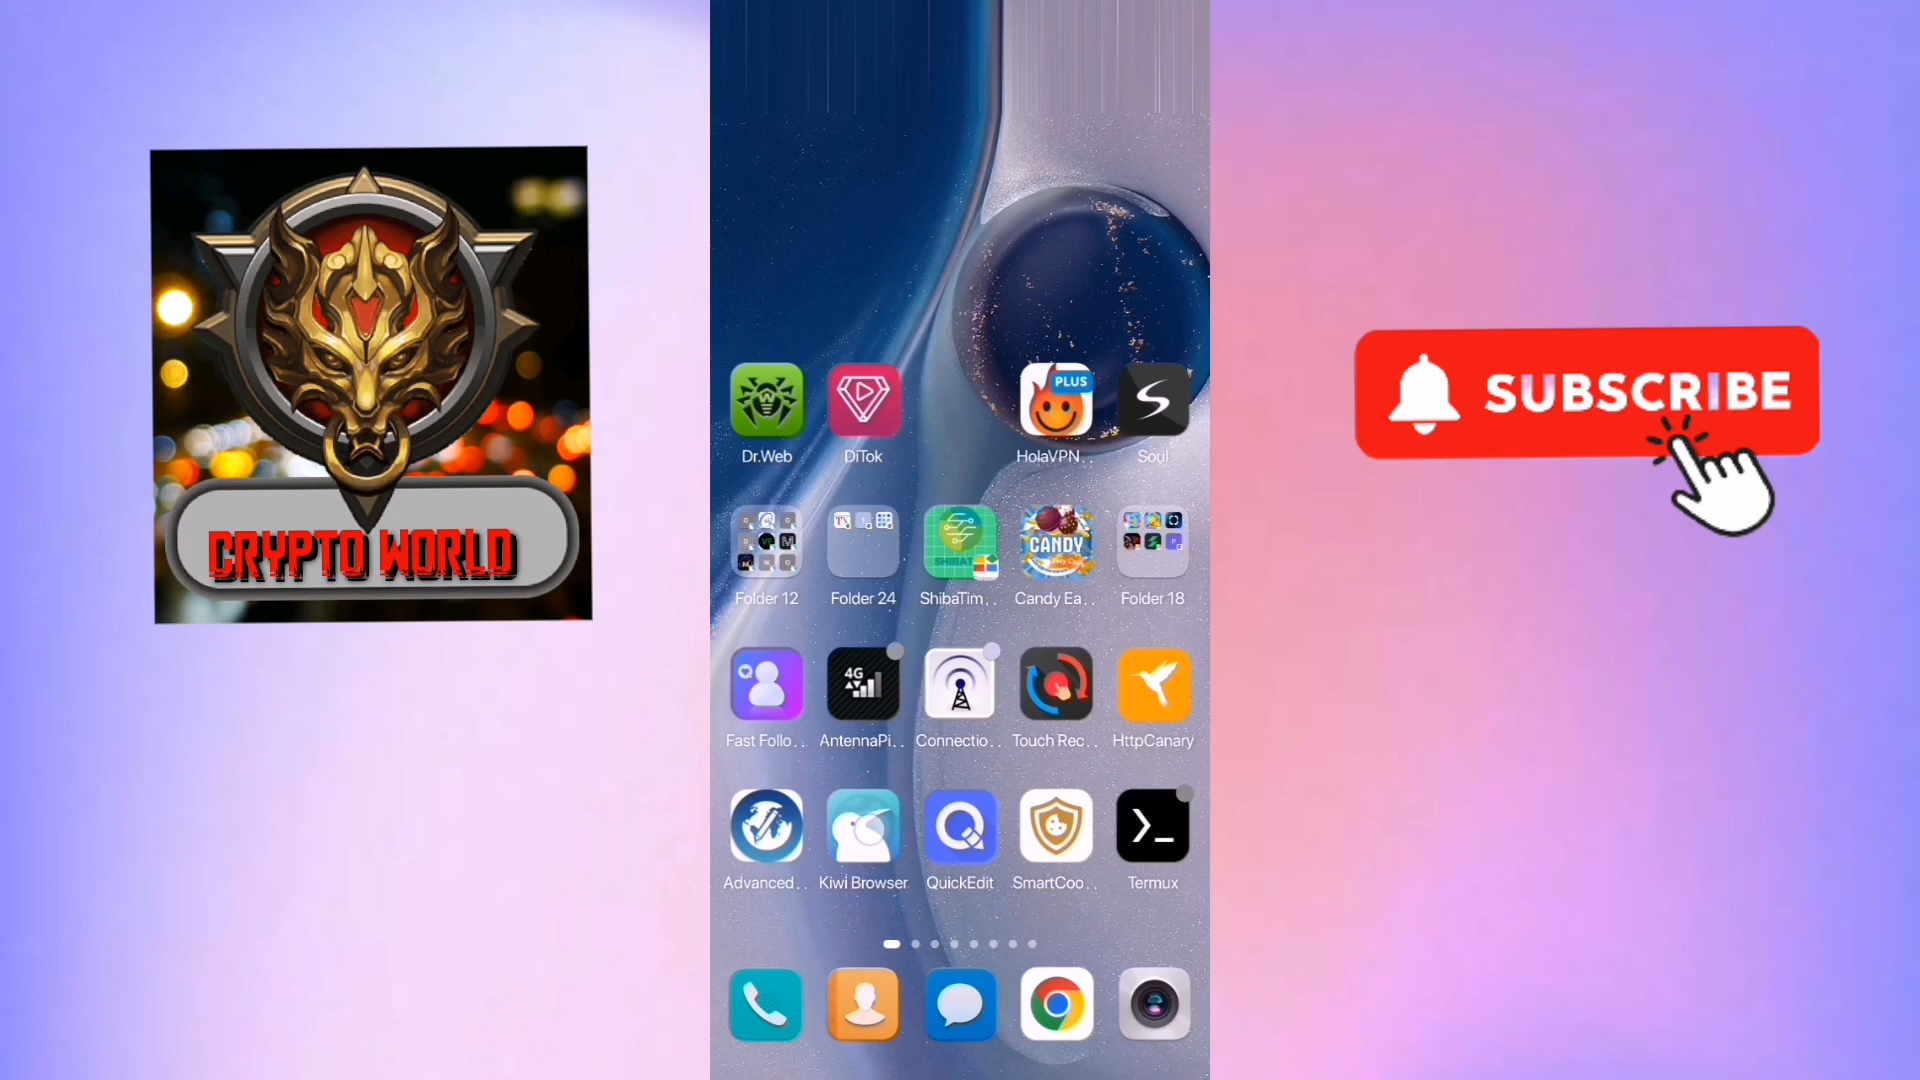 CRYPTO WORLD
SUBSCRIBE
PLUS
Dr.Web
DiTok
HolaVPN..
Soul
CANDY
Folder 12
Folder 24
ShibaTim..
Candy Ea..
Folder 18
4G
Fast Follo..
AntennaPi..
Connectio..
Touch Rec..
HttpCanary
Advanced..
Kiwi Browser
QuickEdit
SmartCoo..
Termux